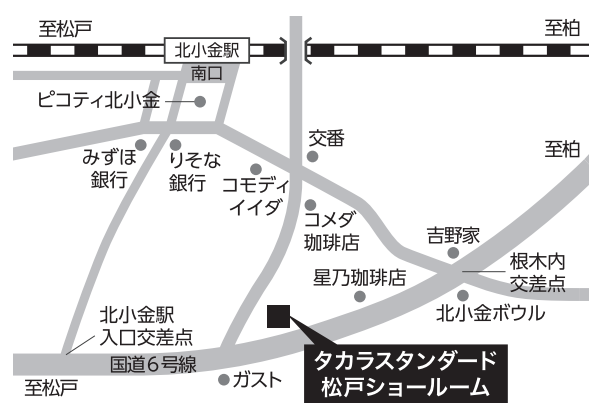 至松戸
至柏
北小金駅
南口
ピコティ北小金
交番
至柏
みずほ
銀行
りそな
銀行
コモディ
イイダ
コメダ
珈琲店
吉野家
根木内
交差点
星乃珈琲店
北小金ボウル
北小金駅
入口交差点
国道6号線
タカラスタンダード
松戸ショールーム
至松戸
ガスト